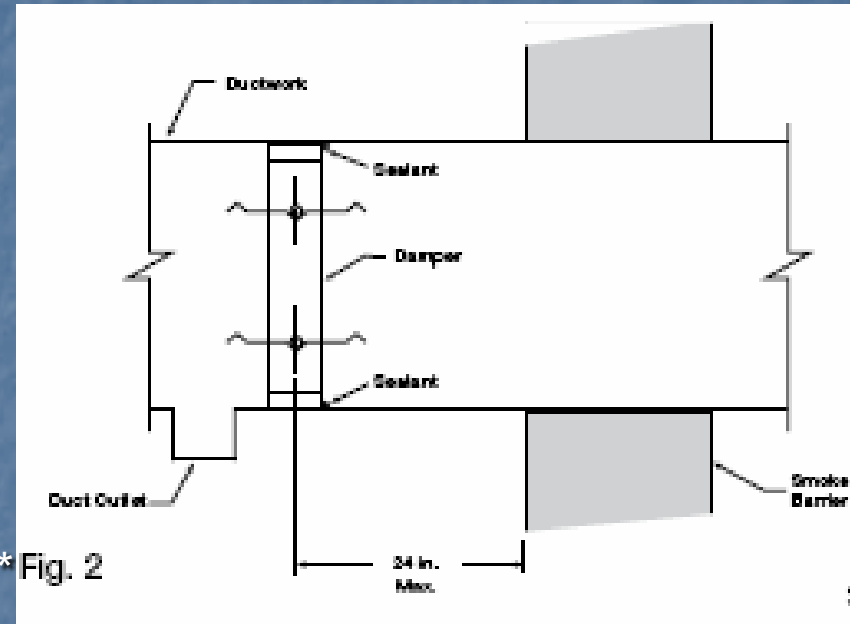 Ductwork
Sealant
Damper
Sealant
Duct Outlet
Smoke
Barrier
24 in.
Max.
* Fig. 2